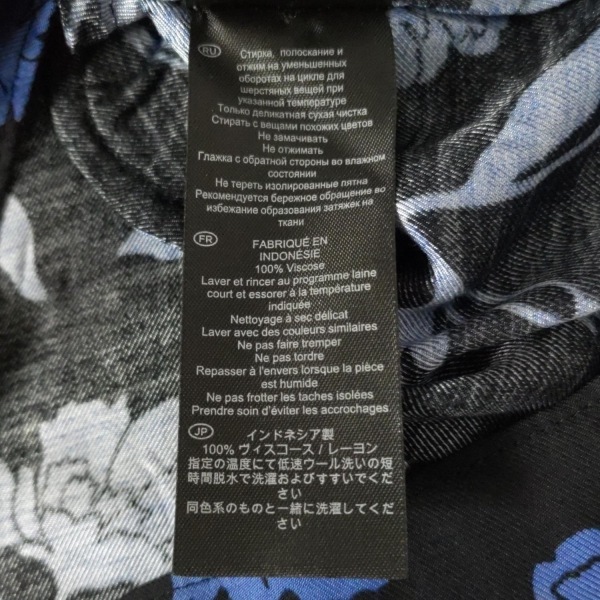 RU
Стирка, полоскание и
отжим на уменьшенных
оборотах на цикле для
шерстяных вещей при
указанной температуре
Только деликатная сухая чистка
Стирать с вещами похожих цветов
Не замачивать
Не отжимать
Глажка с обратной стороны во влажном
состоянии
Не тереть изолированные пятна
Рекомендуется бережное обращение во
избежание образования затяжек на
ткани
FR
FABRIQUÉ EN
INDONÉSIE
100% Viscose
Laver et rincer au programme laine
court et essorer à la température
indiquée
Nettoyage à sec délicat
Laver avec des couleurs similaires
Ne pas faire tremper
Ne pas tordre
Repasser à l'envers lorsque la pièce
est humide
Ne pas frotter les taches isolées
Prendre soin d'éviter les accrochages
JP
インドネシア製
100% ヴィスコース / レーヨン
指定の温度にて低速ウール洗いの短
時間脱水で洗濯およびすすいでくだ
さい
同色系のものと一緒に洗濯してくだ
さい